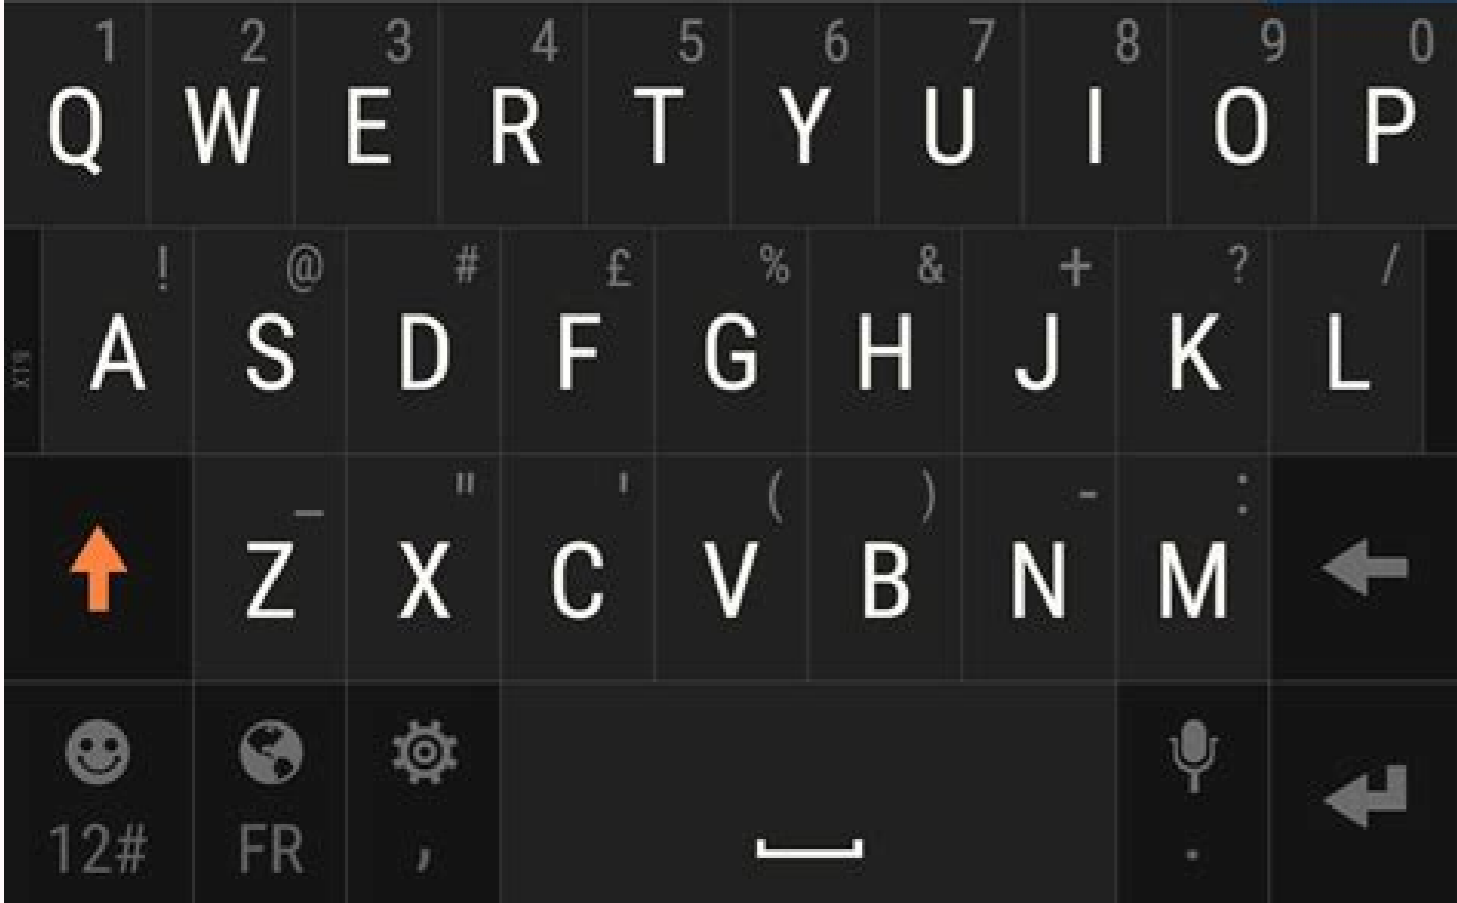 1 2 3 4 5 6 7 8 9 0
Q W E R T Y U I O P
! @ # £ % & + ? /
A S D F G H J K L
_ " ' ( ) - :
Z X C V B N M
12# FR , .